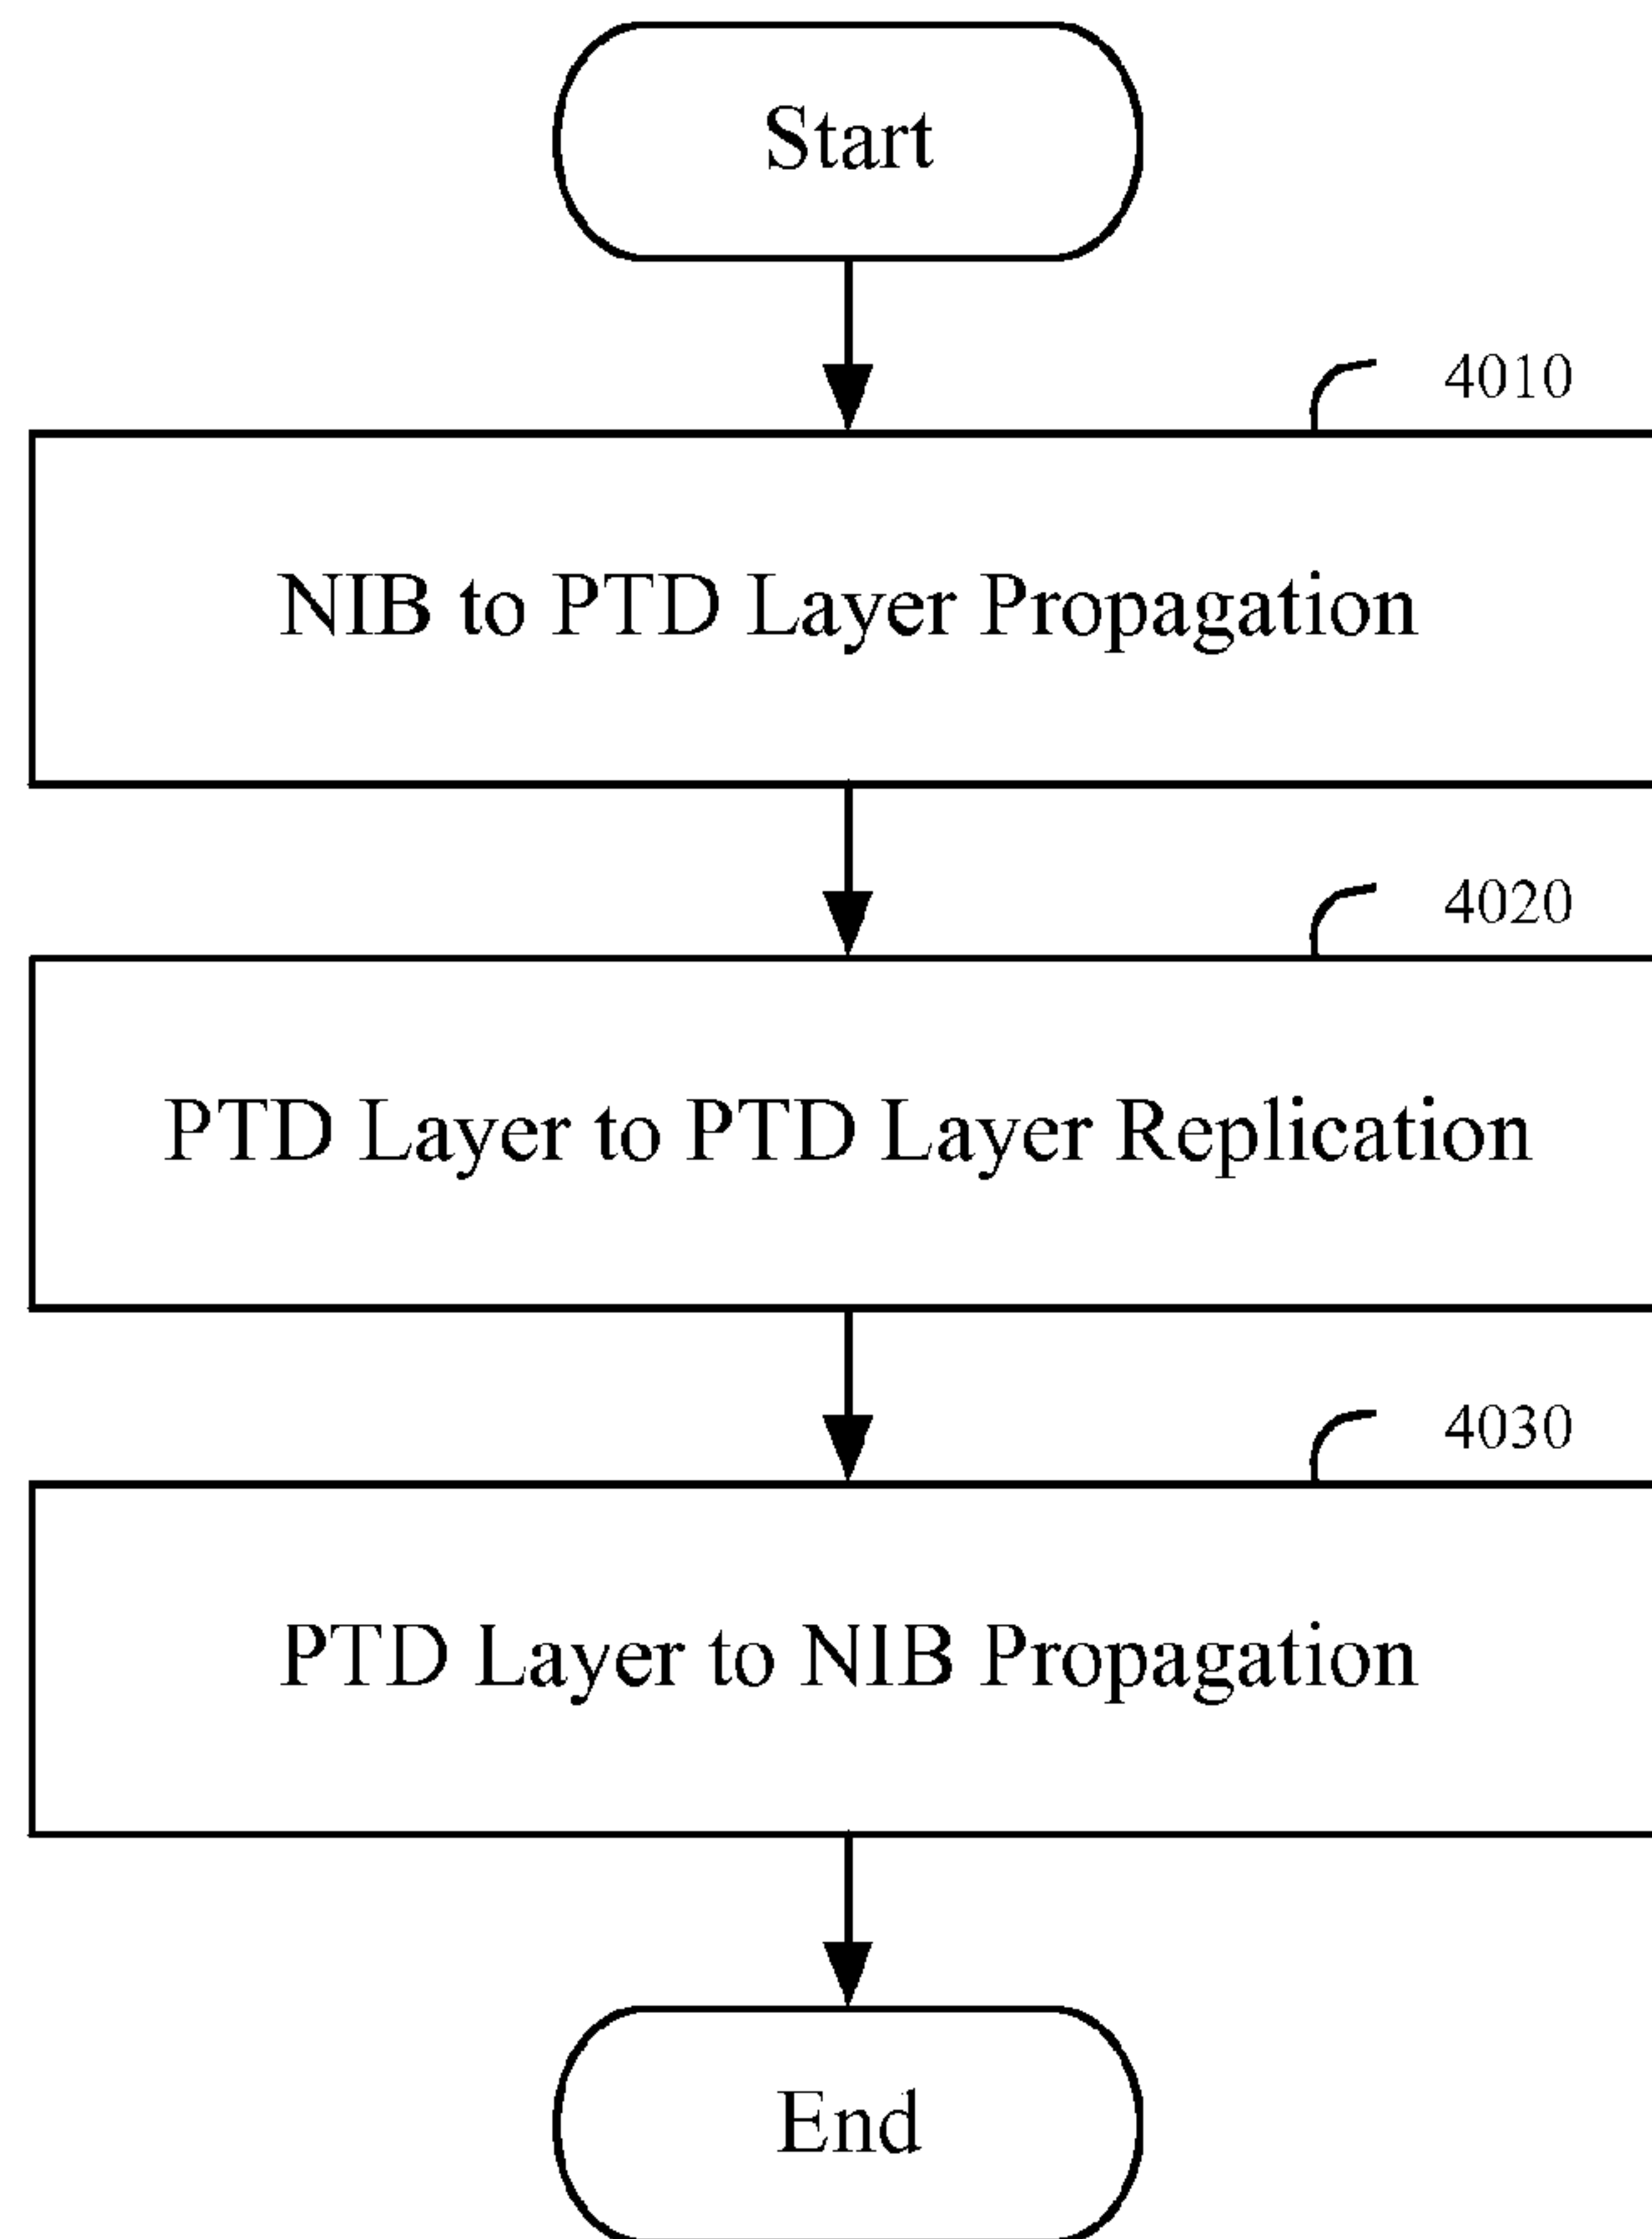 Start
4010
NIB to PTD Layer Propagation
4020
PTD Layer to PTD Layer Replication
4030
PTD Layer to NIB Propagation
End